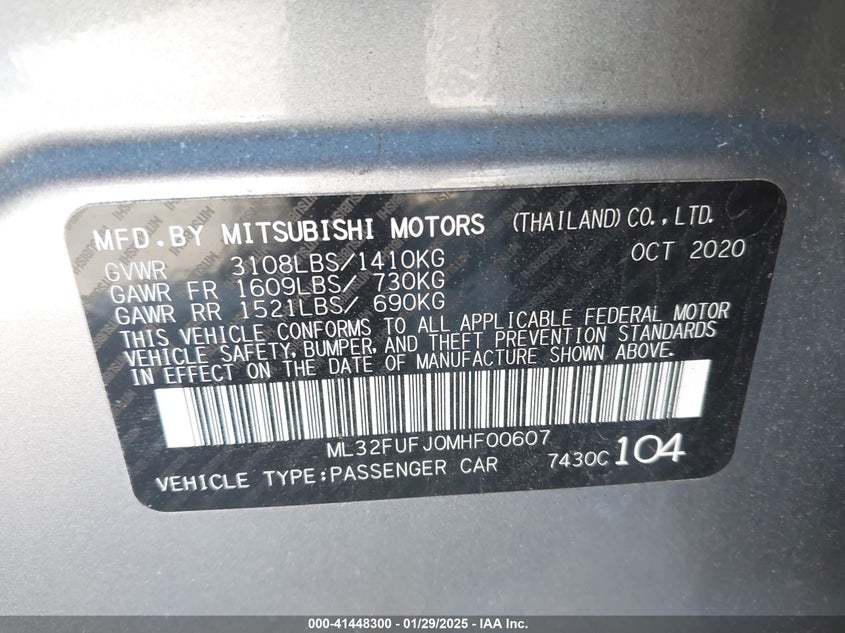 MFD.BY MITSUBISHI MOTORS (THAILAND) CO.,LTD.
GVWR 3108LBS/1410KG OCT 2020
GAWR FR 1609LBS/ 730KG
GAWR RR 1521LBS/ 690KG
THIS VEHICLE CONFORMS TO ALL APPLICABLE FEDERAL MOTOR
VEHICLE SAFETY, BUMPER, AND THEFT PREVENTION STANDARDS
IN EFFECT ON THE DATE OF MANUFACTURE SHOWN ABOVE.
ML32FUFJ0MHF00607
VEHICLE TYPE:PASSENGER CAR 7430C 104
000-41448300 - 01/29/2025 - IAA Inc.